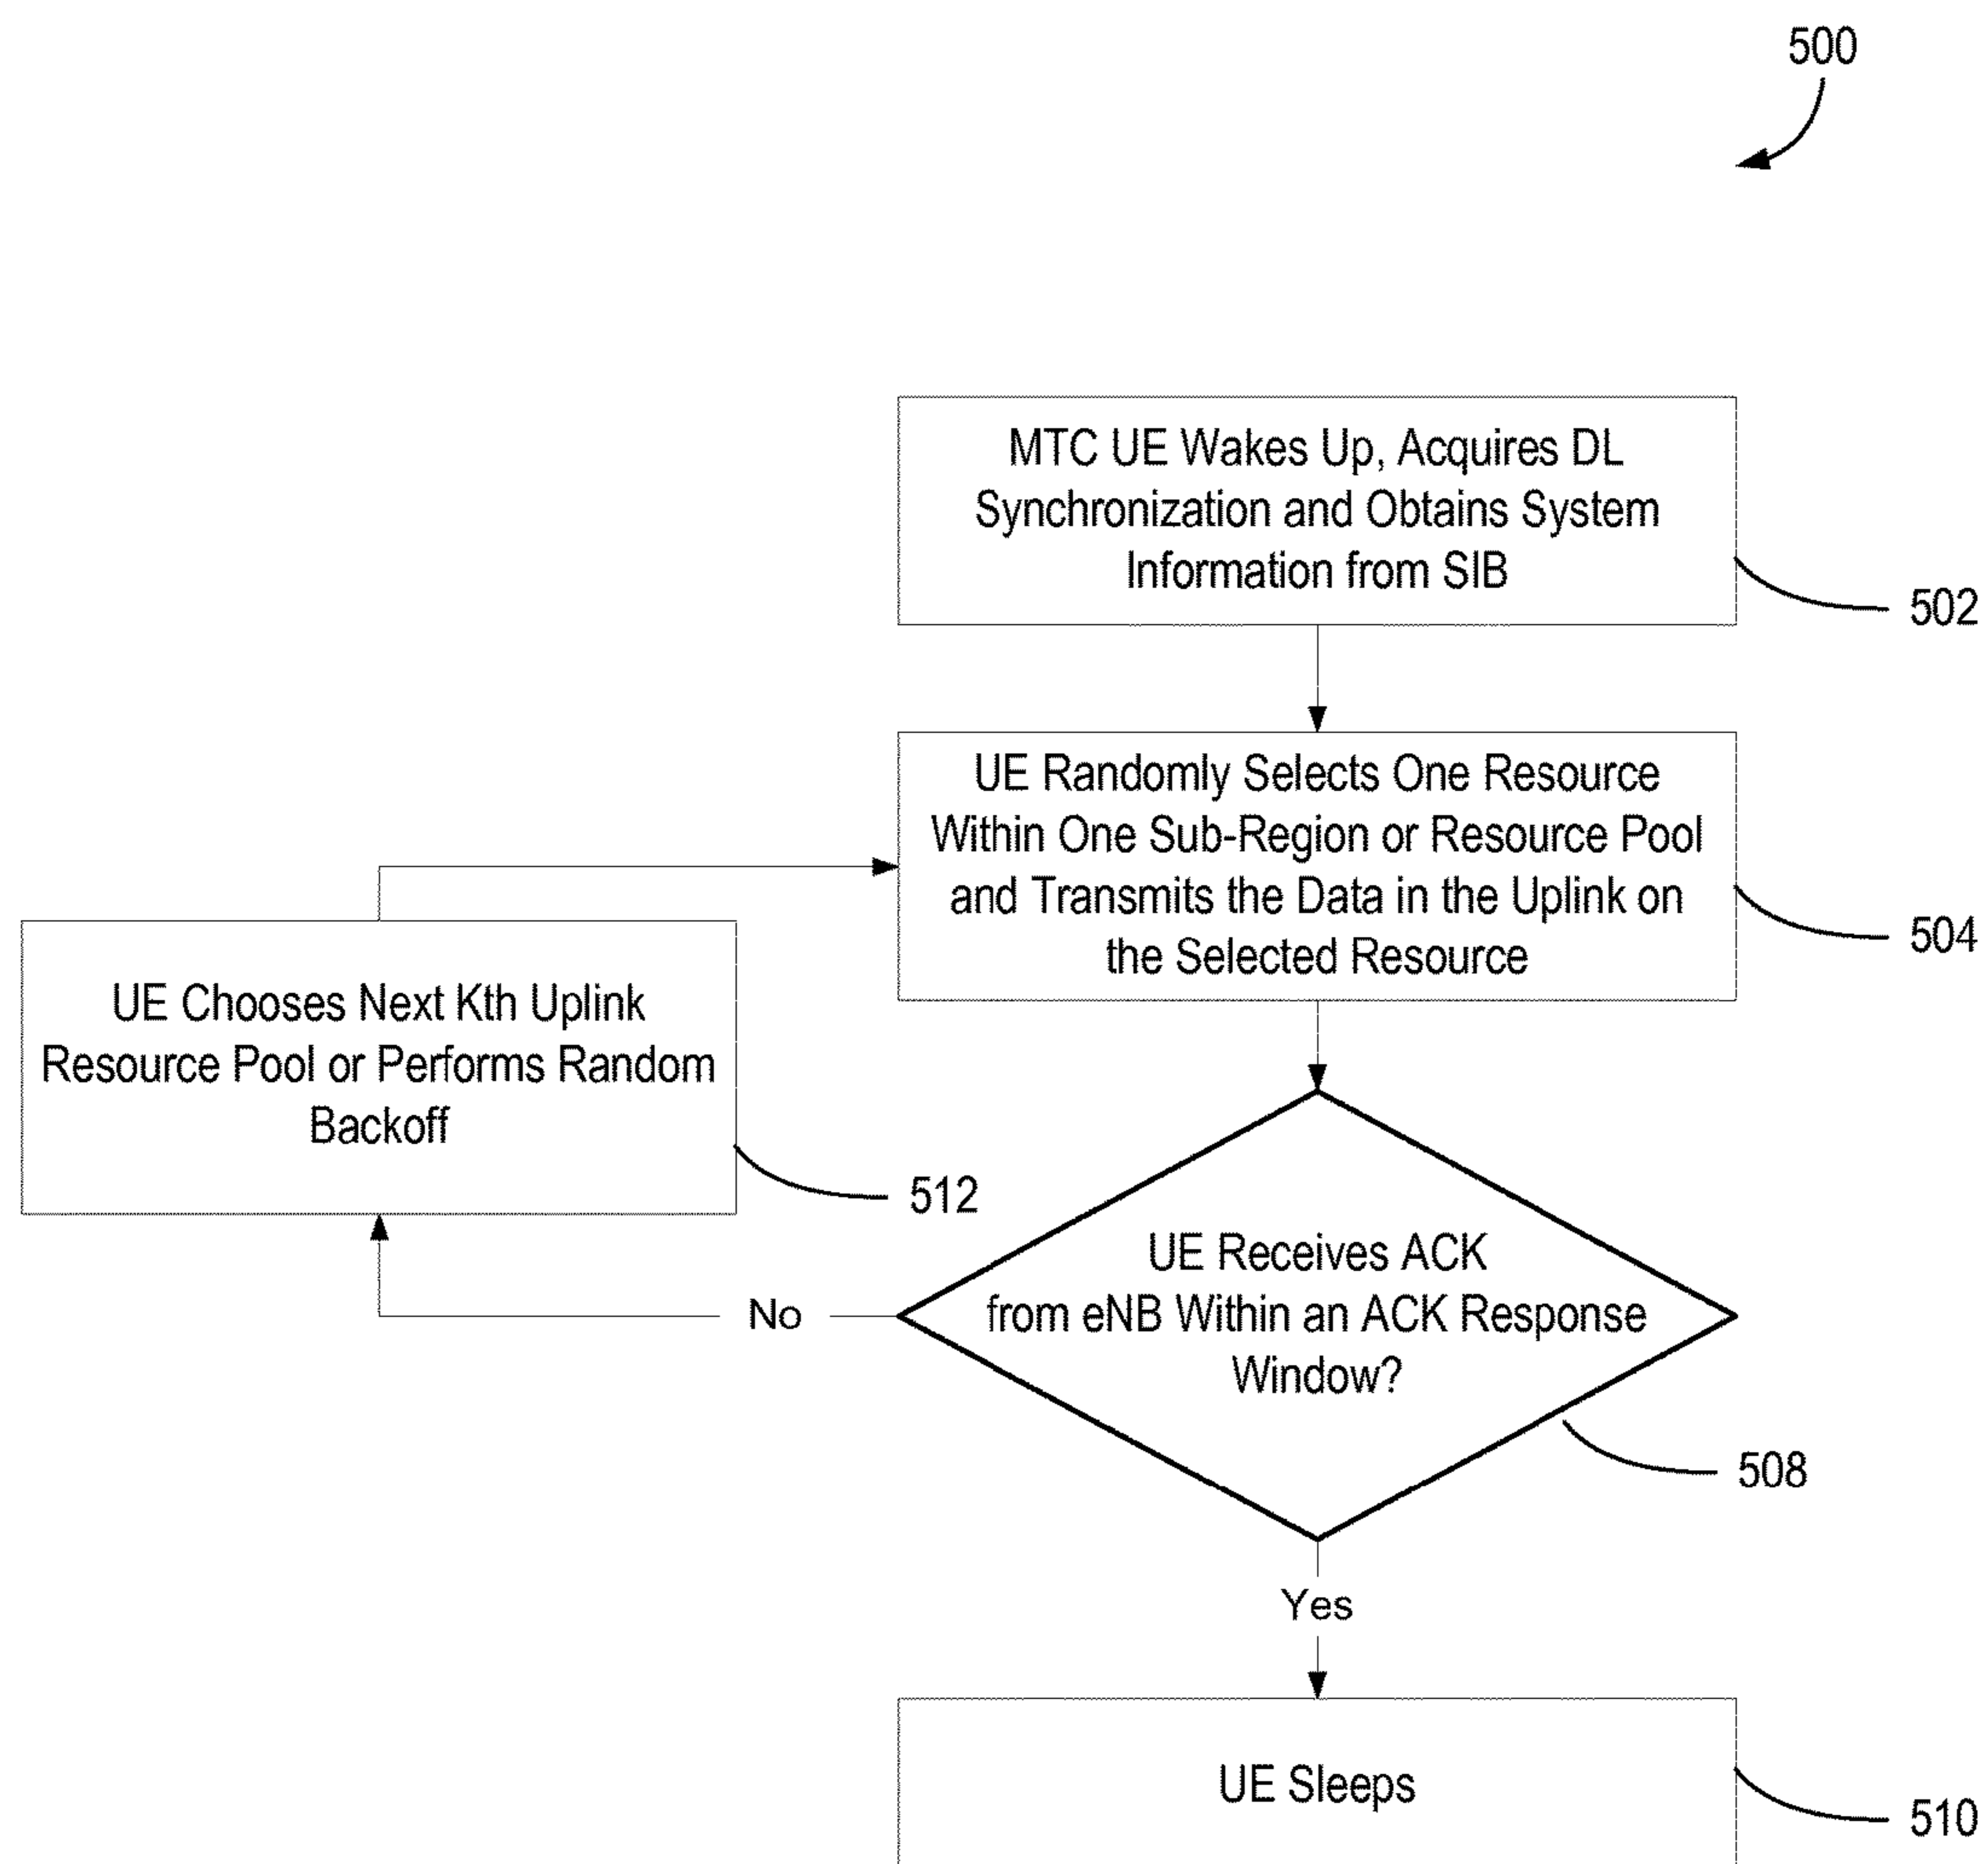 500
MTC UE Wakes Up, Acquires DL
Synchronization and Obtains System
Information from SIB
502
UE Randomly Selects One Resource
Within One Sub-Region or Resource Pool
and Transmits the Data in the Uplink on
the Selected Resource
504
UE Chooses Next Kth Uplink
Resource Pool or Performs Random
Backoff
512
UE Receives ACK
from eNB Within an ACK Response
Window?
508
No
Yes
UE Sleeps
510